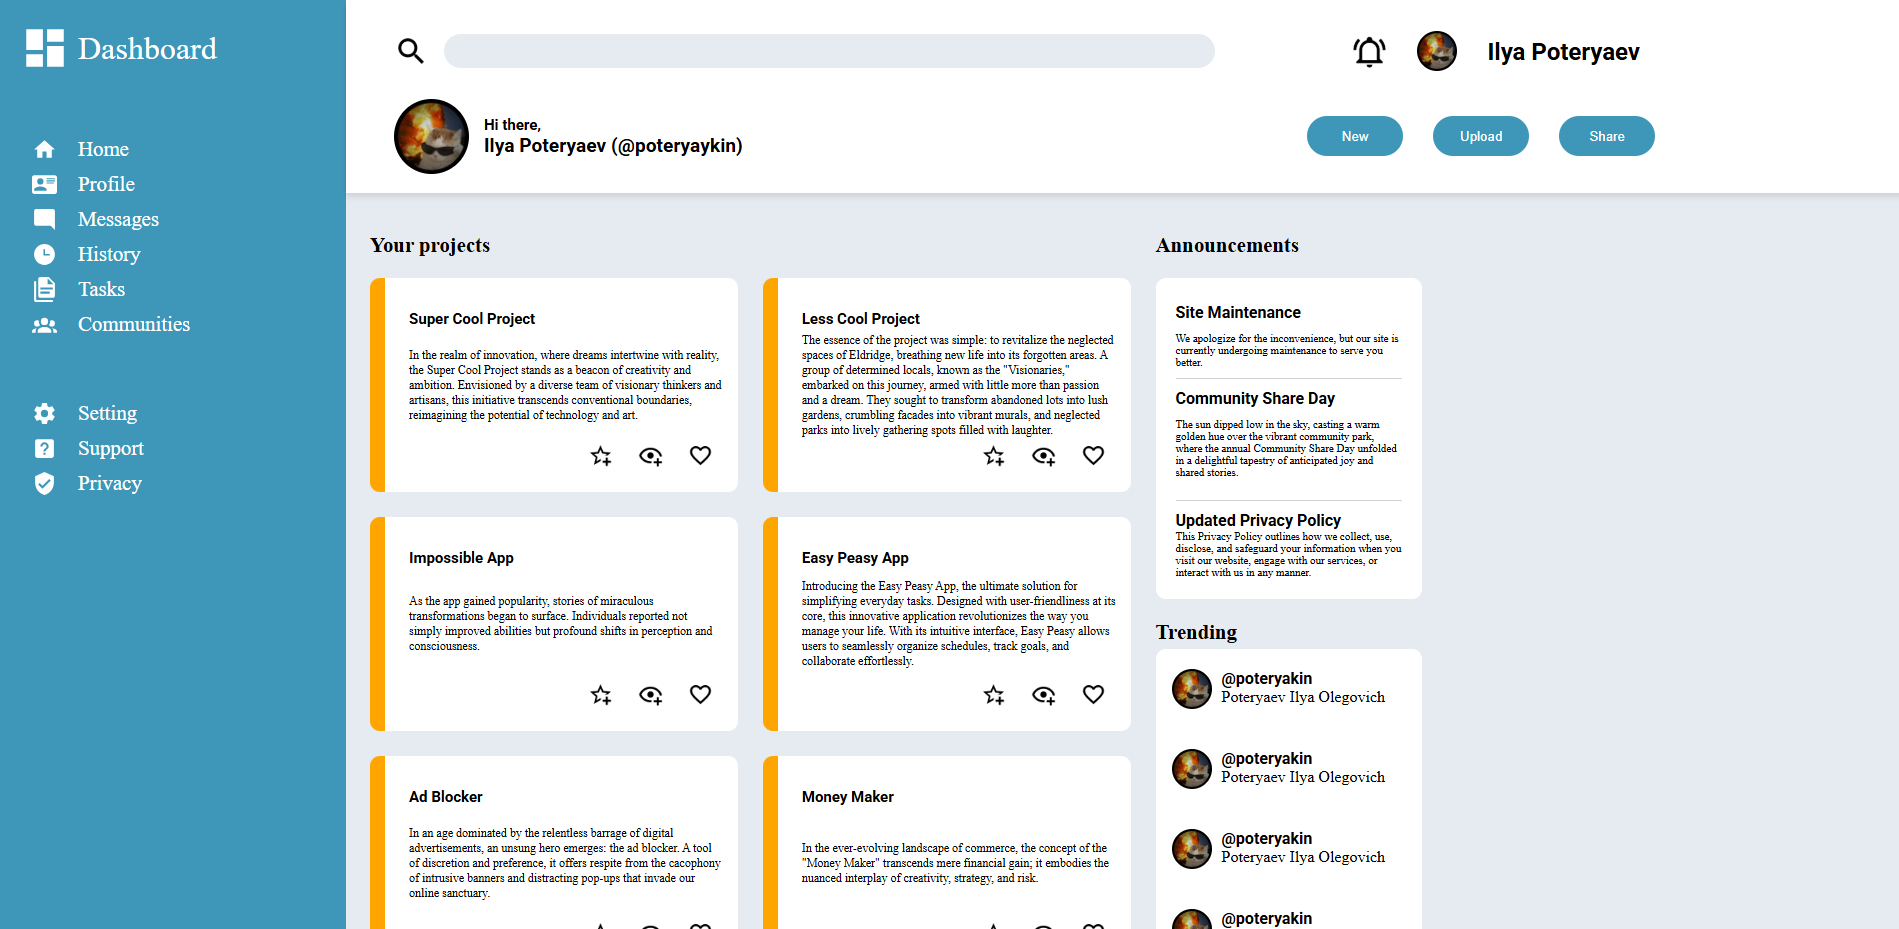 Dashboard
Home
Profile
Messages
History
Tasks
Communities
Setting
Support
Privacy
Ilya Poteryaev
Hi there,
Ilya Poteryaev (@poteryaykin)
New
Upload
Share
Your projects
Super Cool Project
In the realm of innovation, where dreams intertwine with reality,
the Super Cool Project stands as a beacon of creativity and
ambition. Envisioned by a diverse team of visionary thinkers and
artisans, this initiative transcends conventional boundaries,
reimagining the potential of technology and art.
Less Cool Project
The essence of the project was simple: to revitalize the neglected
spaces of Eldridge, breathing new life into its forgotten areas. A
group of determined locals, known as the "Visionaries,"
embarked on this journey, armed with little more than passion
and a dream. They sought to transform abandoned lots into lush
gardens, crumbling facades into vibrant murals, and neglected
parks into lively gathering spots filled with laughter.
Impossible App
As the app gained popularity, stories of miraculous
transformations began to surface. Individuals reported not
simply improved abilities but profound shifts in perception and
consciousness.
Easy Peasy App
Introducing the Easy Peasy App, the ultimate solution for
simplifying everyday tasks. Designed with user-friendliness at its
core, this innovative application revolutionizes the way you
manage your life. With its intuitive interface, Easy Peasy allows
users to seamlessly organize schedules, track goals, and
collaborate effortlessly.
Ad Blocker
In an age dominated by the relentless barrage of digital
advertisements, an unsung hero emerges: the ad blocker. A tool
of discretion and preference, it offers respite from the cacophony
of intrusive banners and distracting pop-ups that invade our
online sanctuary.
Money Maker
In the ever-evolving landscape of commerce, the concept of the
"Money Maker" transcends mere financial gain; it embodies the
nuanced interplay of creativity, strategy, and risk.
Announcements
Site Maintenance
We apologize for the inconvenience, but our site is
currently undergoing maintenance to serve you
better.
Community Share Day
The sun dipped low in the sky, casting a warm
golden hue over the vibrant community park,
where the annual Community Share Day unfolded
in a delightful tapestry of anticipated joy and
shared stories.
Updated Privacy Policy
This Privacy Policy outlines how we collect, use,
disclose, and safeguard your information when you
visit our website, engage with our services, or
interact with us in any manner.
Trending
@poteryakin
Poteryaev Ilya Olegovich
@poteryakin
Poteryaev Ilya Olegovich
@poteryakin
Poteryaev Ilya Olegovich
@poteryakin